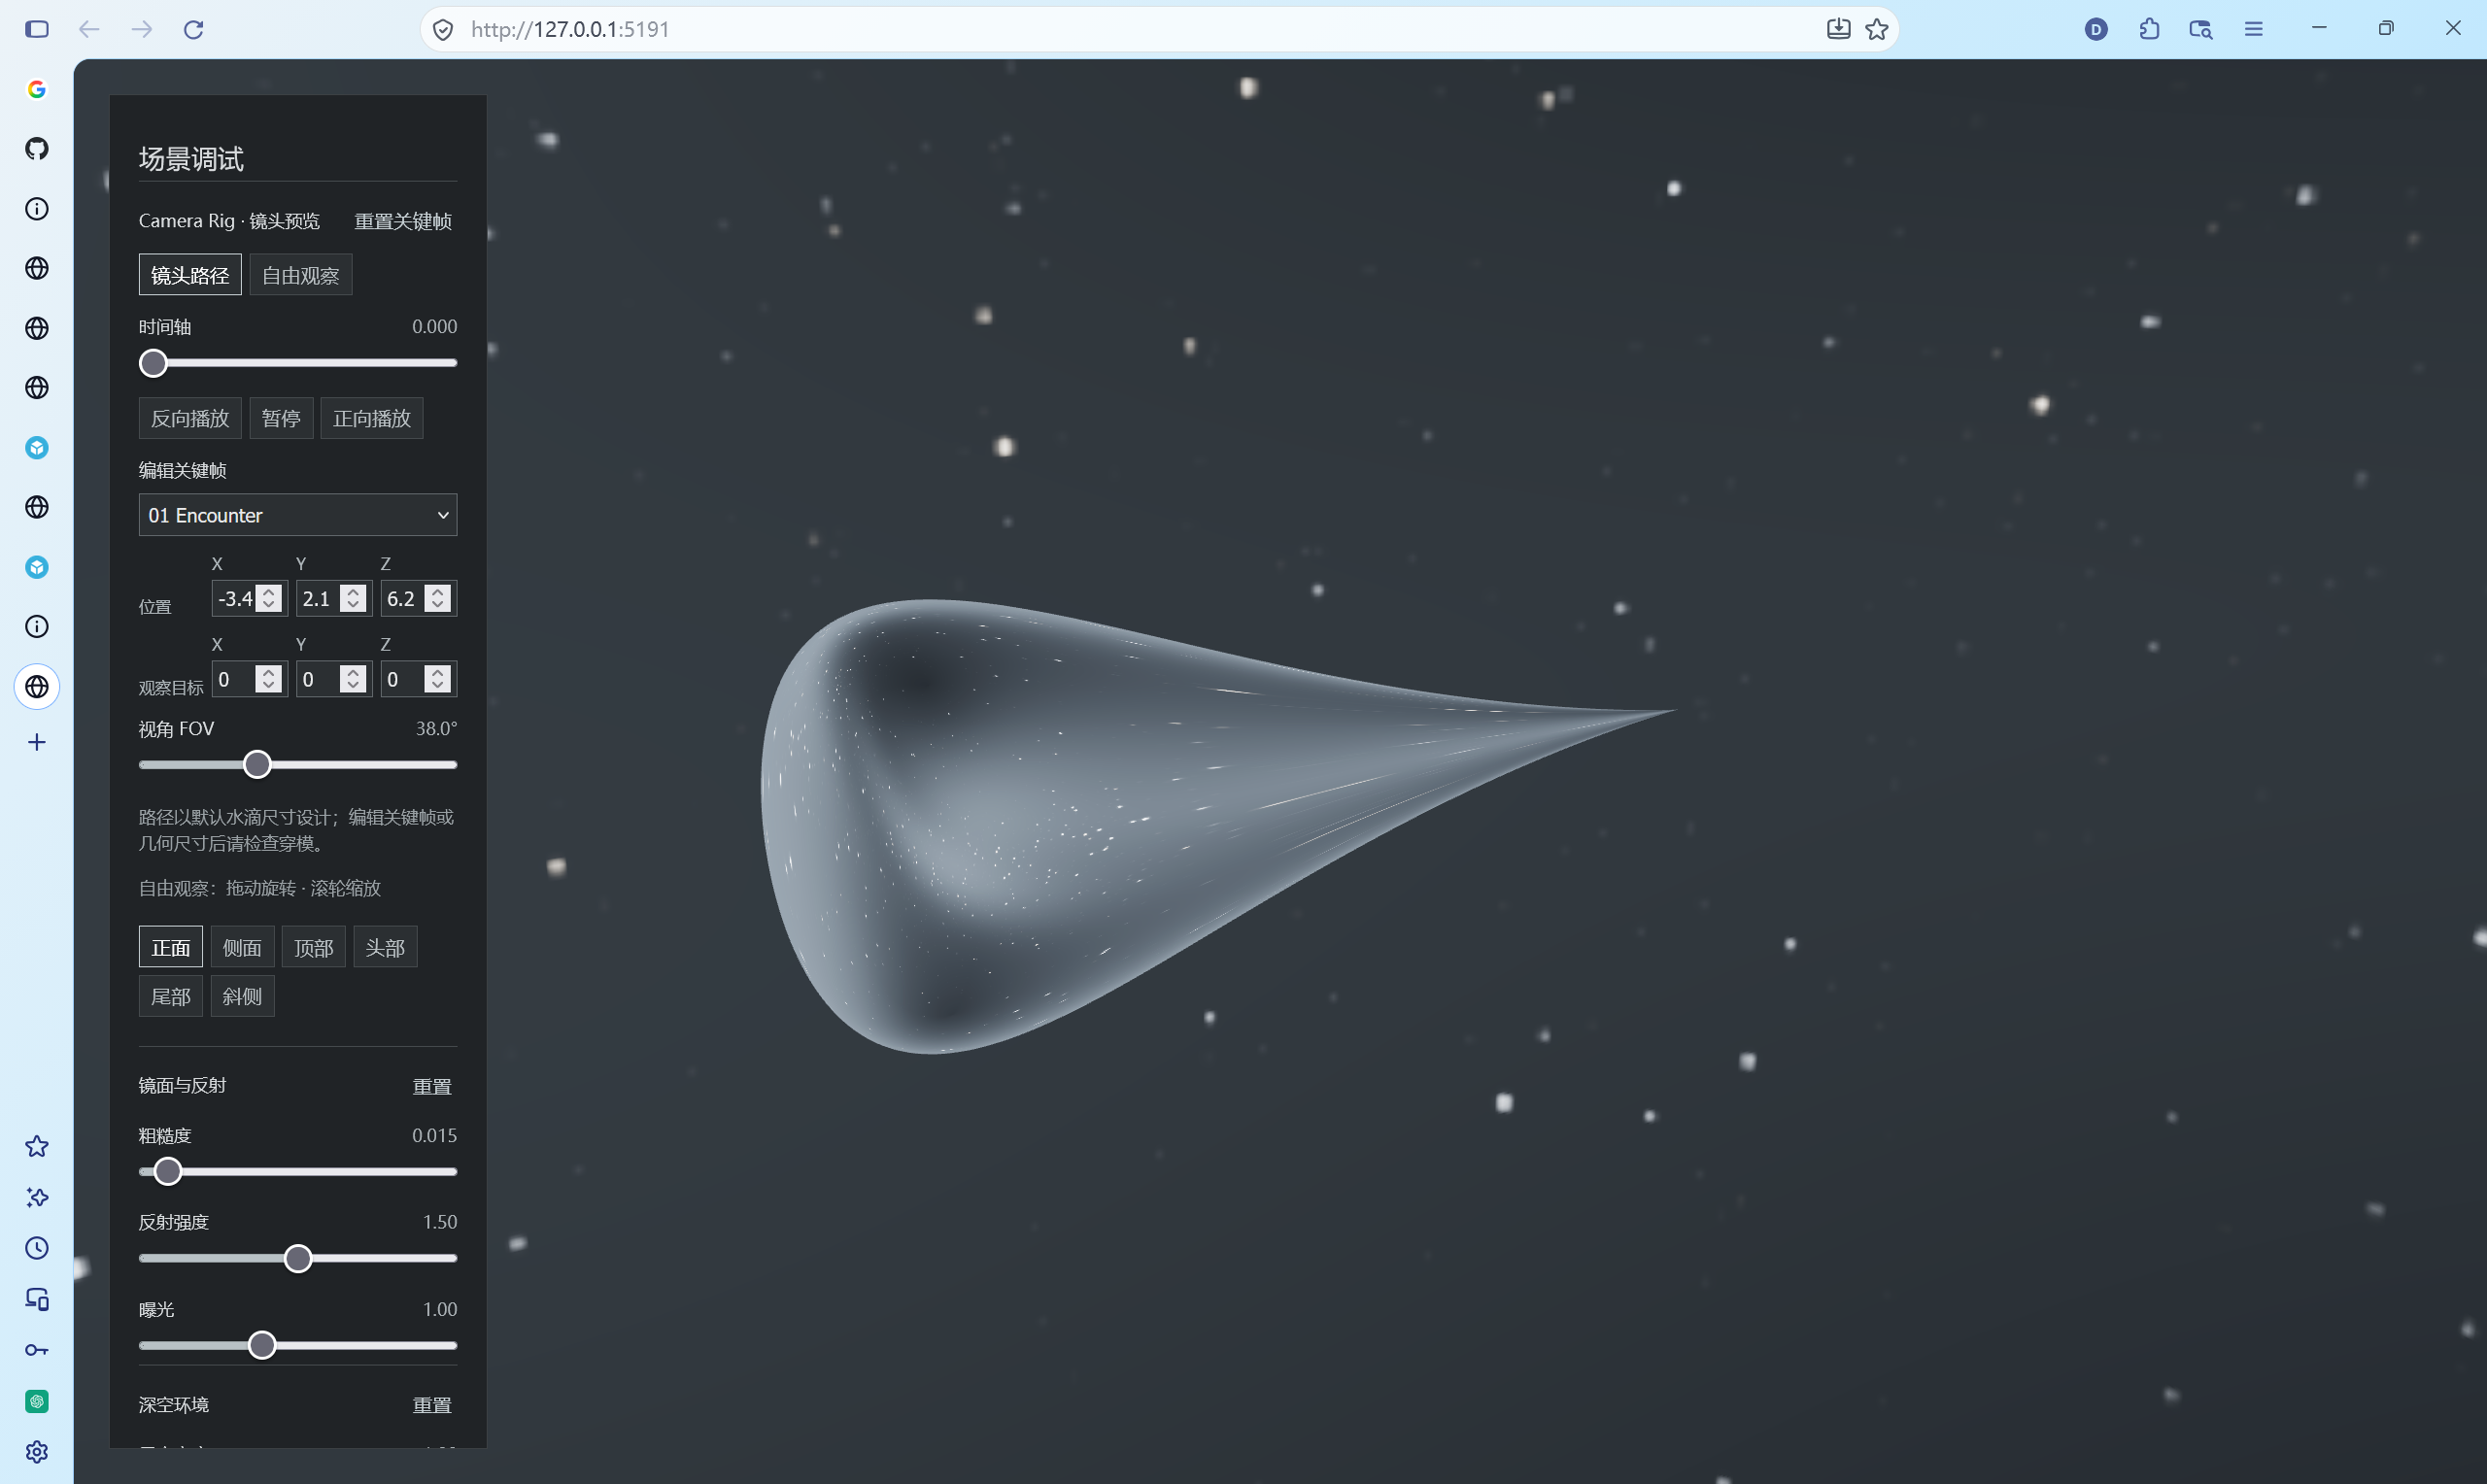 http://127.0.0.1:5191
D
场景调试
Camera Rig · 镜头预览 重置关键帧
镜头路径 自由观察
时间轴 0.000
反向播放 暂停 正向播放
编辑关键帧
01 Encounter
X Y Z
位置 -3.4 2.1 6.2
X Y Z
观察目标 0 0 0
视角 FOV 38.0°
路径以默认水滴尺寸设计；编辑关键帧或
几何尺寸后请检查穿模。
自由观察：拖动旋转 · 滚轮缩放
正面 侧面 顶部 头部
尾部 斜侧
镜面与反射 重置
粗糙度 0.015
反射强度 1.50
曝光 1.00
深空环境 重置